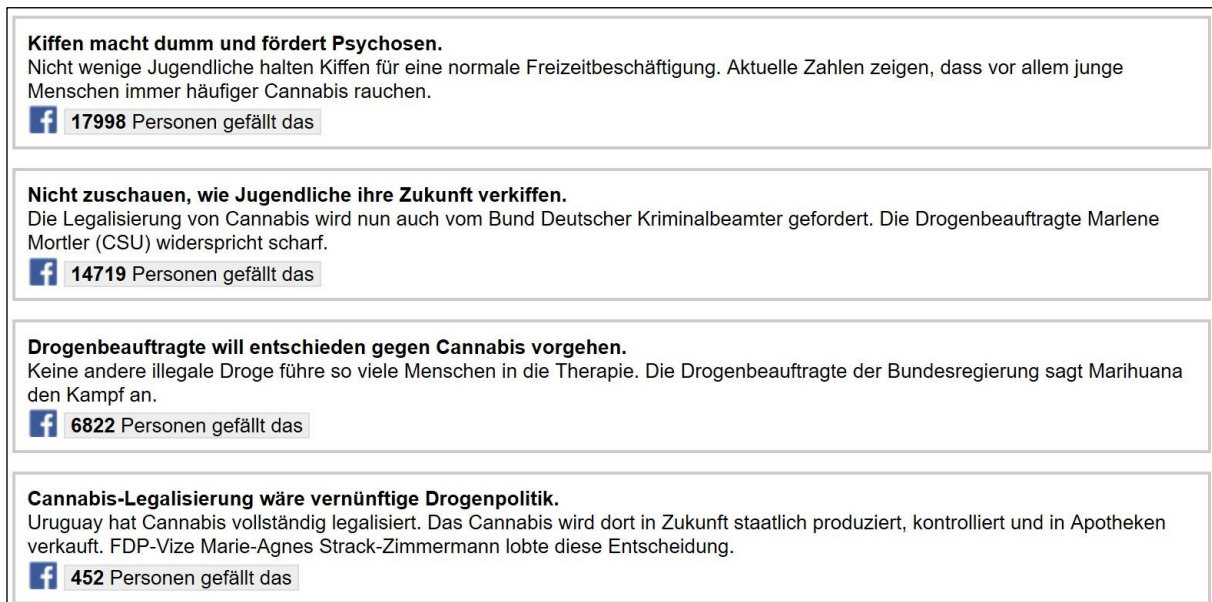 Kiffen macht dumm und fördert Psychosen.
Nicht wenige Jugendliche halten Kiffen für eine normale Freizeitbeschäftigung. Aktuelle Zahlen zeigen, dass vor allem junge
Menschen immer häufiger Cannabis rauchen.
17998 Personen gefällt das
Nicht zuschauen, wie Jugendliche ihre Zukunft verkiffen.
Die Legalisierung von Cannabis wird nun auch vom Bund Deutscher Kriminalbeamter gefordert. Die Drogenbeauftragte Marlene
Mortler (CSU) widerspricht scharf.
14719 Personen gefällt das
Drogenbeauftragte will entschieden gegen Cannabis vorgehen.
Keine andere illegale Droge führe so viele Menschen in die Therapie. Die Drogenbeauftragte der Bundesregierung sagt Marihuana
den Kampf an.
6822 Personen gefällt das
Cannabis-Legalisierung wäre vernünftige Drogenpolitik.
Uruguay hat Cannabis vollständig legalisiert. Das Cannabis wird dort in Zukunft staatlich produziert, kontrolliert und in Apotheken
verkauft. FDP-Vize Marie-Agnes Strack-Zimmermann lobte diese Entscheidung.
452 Personen gefällt das